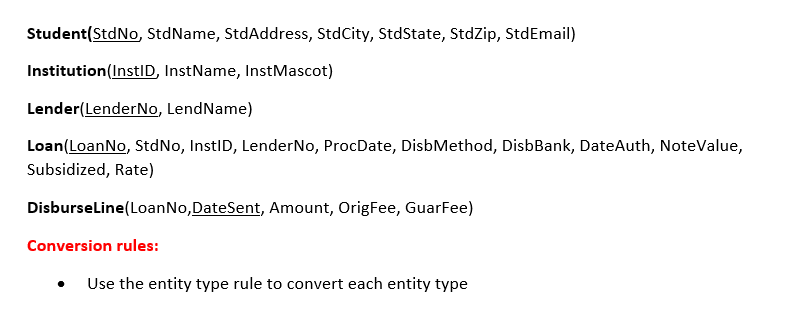 Student(StdNo, StdName, StdAddress, StdCity, StdState, StdZip, StdEmail)
Institution(InstID, InstName, InstMascot)
Lender(LenderNo, LendName)
Loan(LoanNo, StdNo, InstID, LenderNo, ProcDate, DisbMethod, DisbBank, DateAuth, NoteValue,
Subsidized, Rate)
DisburseLine(LoanNo,DateSent, Amount, OrigFee, GuarFee)
Conversion rules:
• Use the entity type rule to convert each entity type